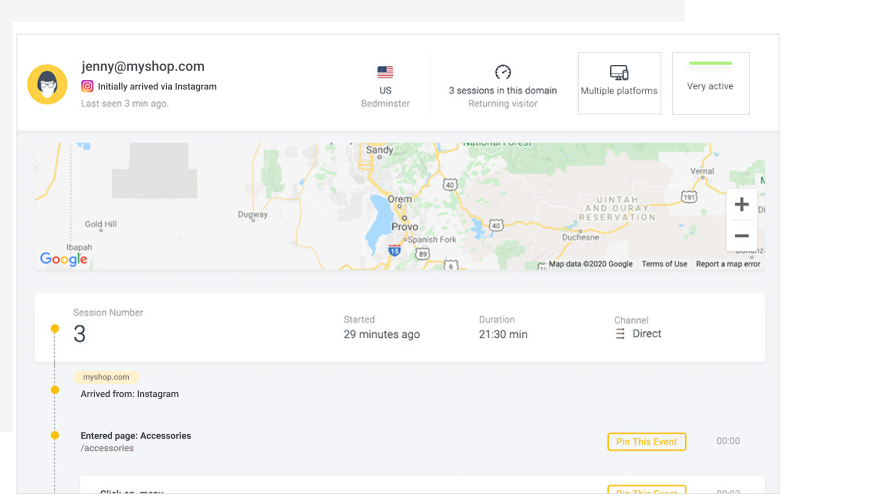 jenny@myshop.com
Initially arrived via Instagram
Last seen 3 min ago.
US
Bedminster
3 sessions in this domain
Returning visitor
Multiple platforms
Very active
National Forest
Sandy
Vernal
40
191
Orem
UINTAH
AND OURAY
RESERVATION
Dugway
Provo
40
Gold Hill
Spanish Fork
Duchesne
Ibapah
15
89
6
Google
Map data ©2020 Google
Terms of Use
Report a map error
Session Number
3
Started
29 minutes ago
Duration
21:30 min
Channel
Direct
myshop.com
Arrived from: Instagram
Entered page: Accessories
/accessories
Pin This Event
00:00
Pin This Event